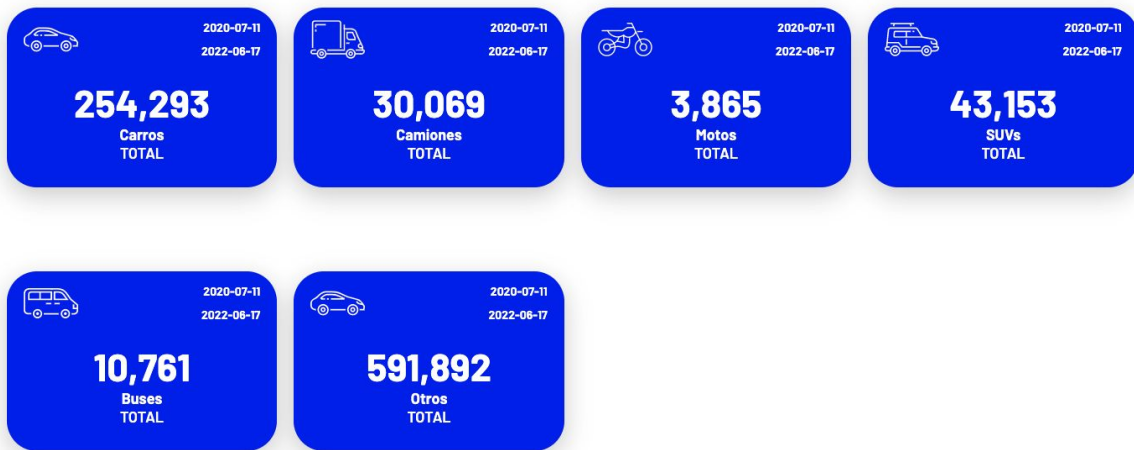 2020-07-11
2022-06-17
254,293
Carros
TOTAL
2020-07-11
2022-06-17
30,069
Camiones
TOTAL
2020-07-11
2022-06-17
3,865
Motos
TOTAL
2020-07-11
2022-06-17
43,153
SUVs
TOTAL
2020-07-11
2022-06-17
10,761
Buses
TOTAL
2020-07-11
2022-06-17
591,892
Otros
TOTAL